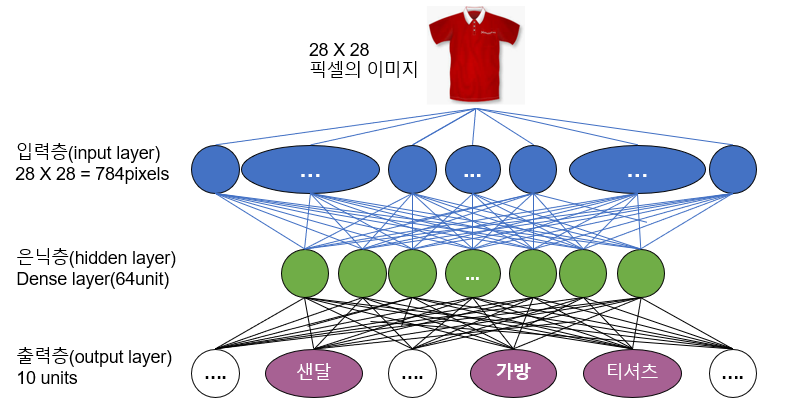 28 X 28
픽셀의 이미지
입력층(input layer)
28 X 28 = 784pixels
...
...
...
은닉층(hidden layer)
Dense layer(64unit)
...
출력층(output layer)
10 units
....
샌달
....
가방
티셔츠
....